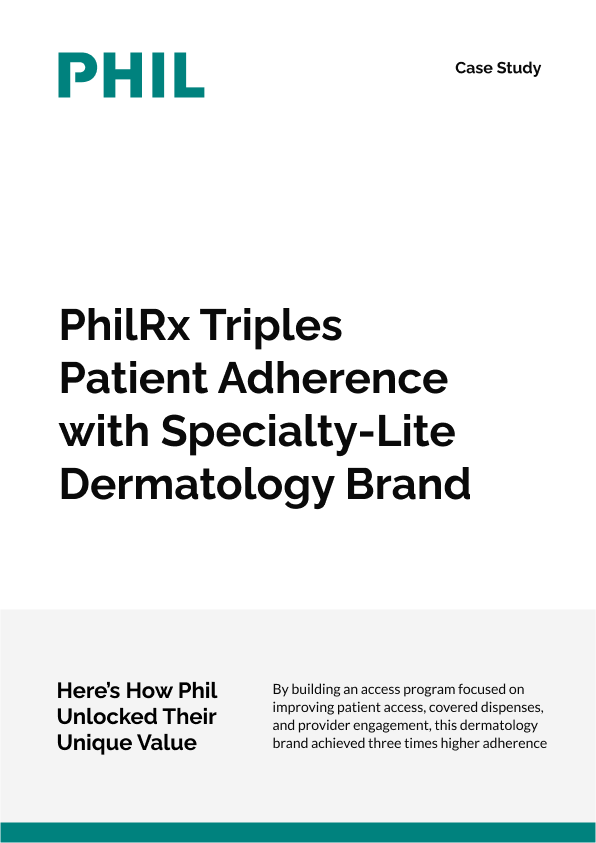 PHIL
Case Study
PhilRx Triples
Patient Adherence
with Specialty-Lite
Dermatology Brand
Here’s How Phil
Unlocked Their
Unique Value
By building an access program focused on
improving patient access, covered dispenses,
and provider engagement, this dermatology
brand achieved three times higher adherence